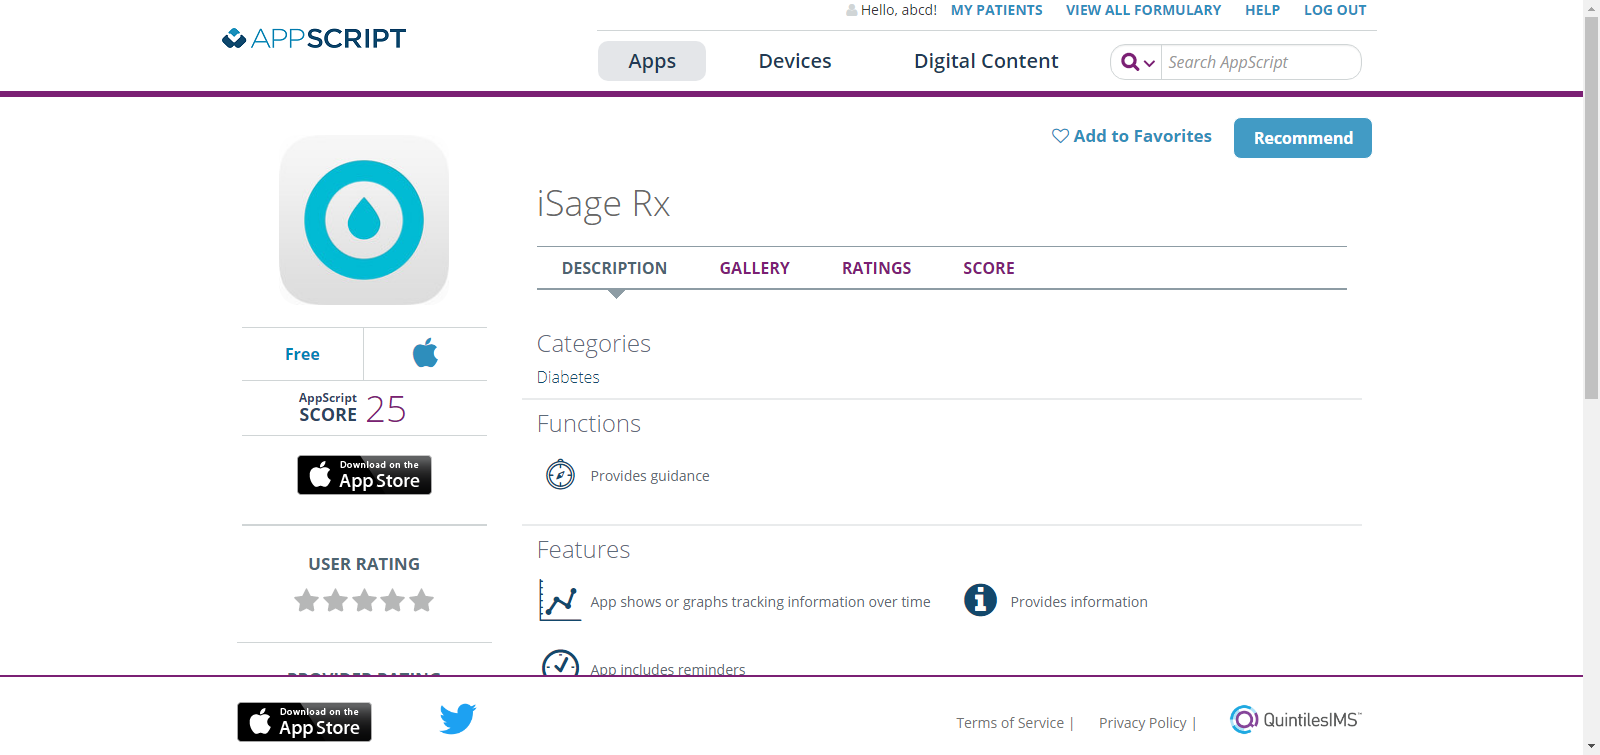 Hello, abcd! MY PATIENTS VIEW ALL FORMULARY HELP LOG OUT
APPSCRIPT
Apps Devices Digital Content Search AppScript
Add to Favorites Recommend
iSage Rx
DESCRIPTION GALLERY RATINGS SCORE
Free
AppScript
SCORE 25
Download on the
App Store
USER RATING
PROVIDER RATING
Categories
Diabetes
Functions
Provides guidance
Features
App shows or graphs tracking information over time
Provides information
App includes reminders
Download on the
App Store
Terms of Service |
Privacy Policy |
QuintilesIMS™